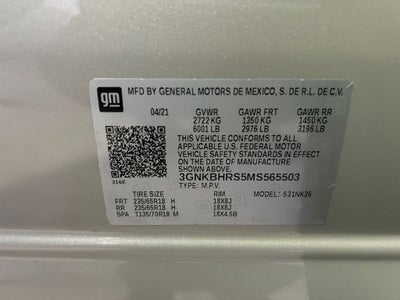 gm
MFD BY GENERAL MOTORS DE MEXICO, S. DE R.L. DE C.V.
04/21 GVWR GAWR FRT GAWR RR
2722 KG 1350 KG 1450 KG
6001 LB 2976 LB 3196 LB
THIS VEHICLE CONFORMS TO ALL
APPLICABLE U.S. FEDERAL MOTOR
VEHICLE SAFETY STANDARDS IN EFFECT
ON THE DATE OF MANUFACTURE
SHOWN ABOVE.
3GNKBHRS5MS565503
TYPE: M.P.V. MODEL: 531NK26
TIRE SIZE RIM
FRT 235/65R18 H 18X8J
RR 235/65R18 H 18X8J
SPA T135/70R18 M 18X4.5B